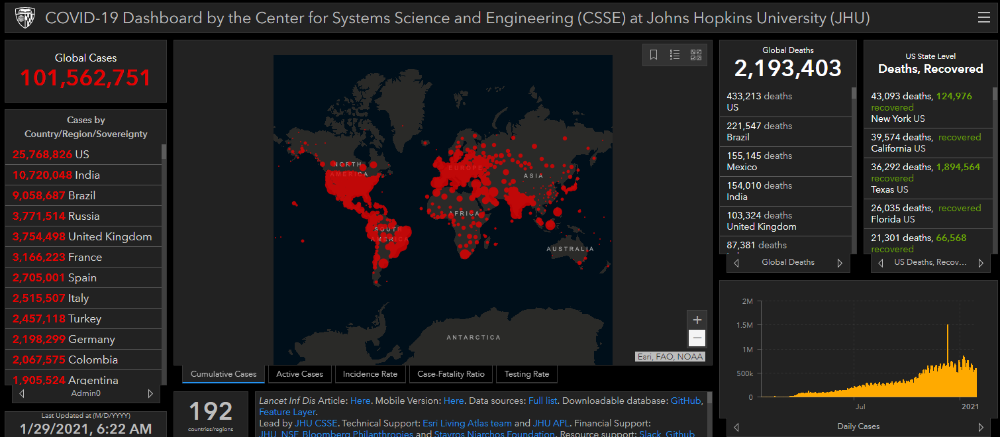 COVID-19 Dashboard by the Center for Systems Science and Engineering (CSSE) at Johns Hopkins University (JHU)
Global Cases
101,562,751
Cases by
Country/Region/Sovereignty
25,768,826 US
10,720,048 India
9,058,687 Brazil
3,771,514 Russia
3,754,498 United Kingdom
3,166,223 France
2,705,001 Spain
2,515,507 Italy
2,457,118 Turkey
2,198,299 Germany
2,067,575 Colombia
1,905,524 Argentina
Admin0
Last Updated at (M/D/YYYY)
1/29/2021, 6:22 AM
NORTH
AMERICA
EUROPE
ASIA
AFRICA
SOUTH
AMERICA
AUSTRALIA
ANTARCTICA
+
−
Esri, FAO, NOAA
Cumulative Cases
Active Cases
Incidence Rate
Case-Fatality Ratio
Testing Rate
192
countries/regions
Lancet Inf Dis Article: Here. Mobile Version: Here. Data sources: Full list. Downloadable database: GitHub,
Feature Layer.
Lead by JHU CSSE. Technical Support: Esri Living Atlas team and JHU APL. Financial Support:
JHU, NSF, Bloomberg Philanthropies and Stavros Niarchos Foundation. Resource support: Slack, Github
Global Deaths
2,193,403
433,213 deaths
US
221,547 deaths
Brazil
155,145 deaths
Mexico
154,010 deaths
India
103,324 deaths
United Kingdom
87,381 deaths
Global Deaths
US State Level
Deaths, Recovered
43,093 deaths, 124,976
recovered
New York US
39,574 deaths, recovered
California US
36,292 deaths, 1,894,564
recovered
Texas US
26,035 deaths, recovered
Florida US
21,301 deaths, 66,568
recovered
US Deaths, Recov...
2M
1.5M
1M
500k
0
Jul
2021
Daily Cases